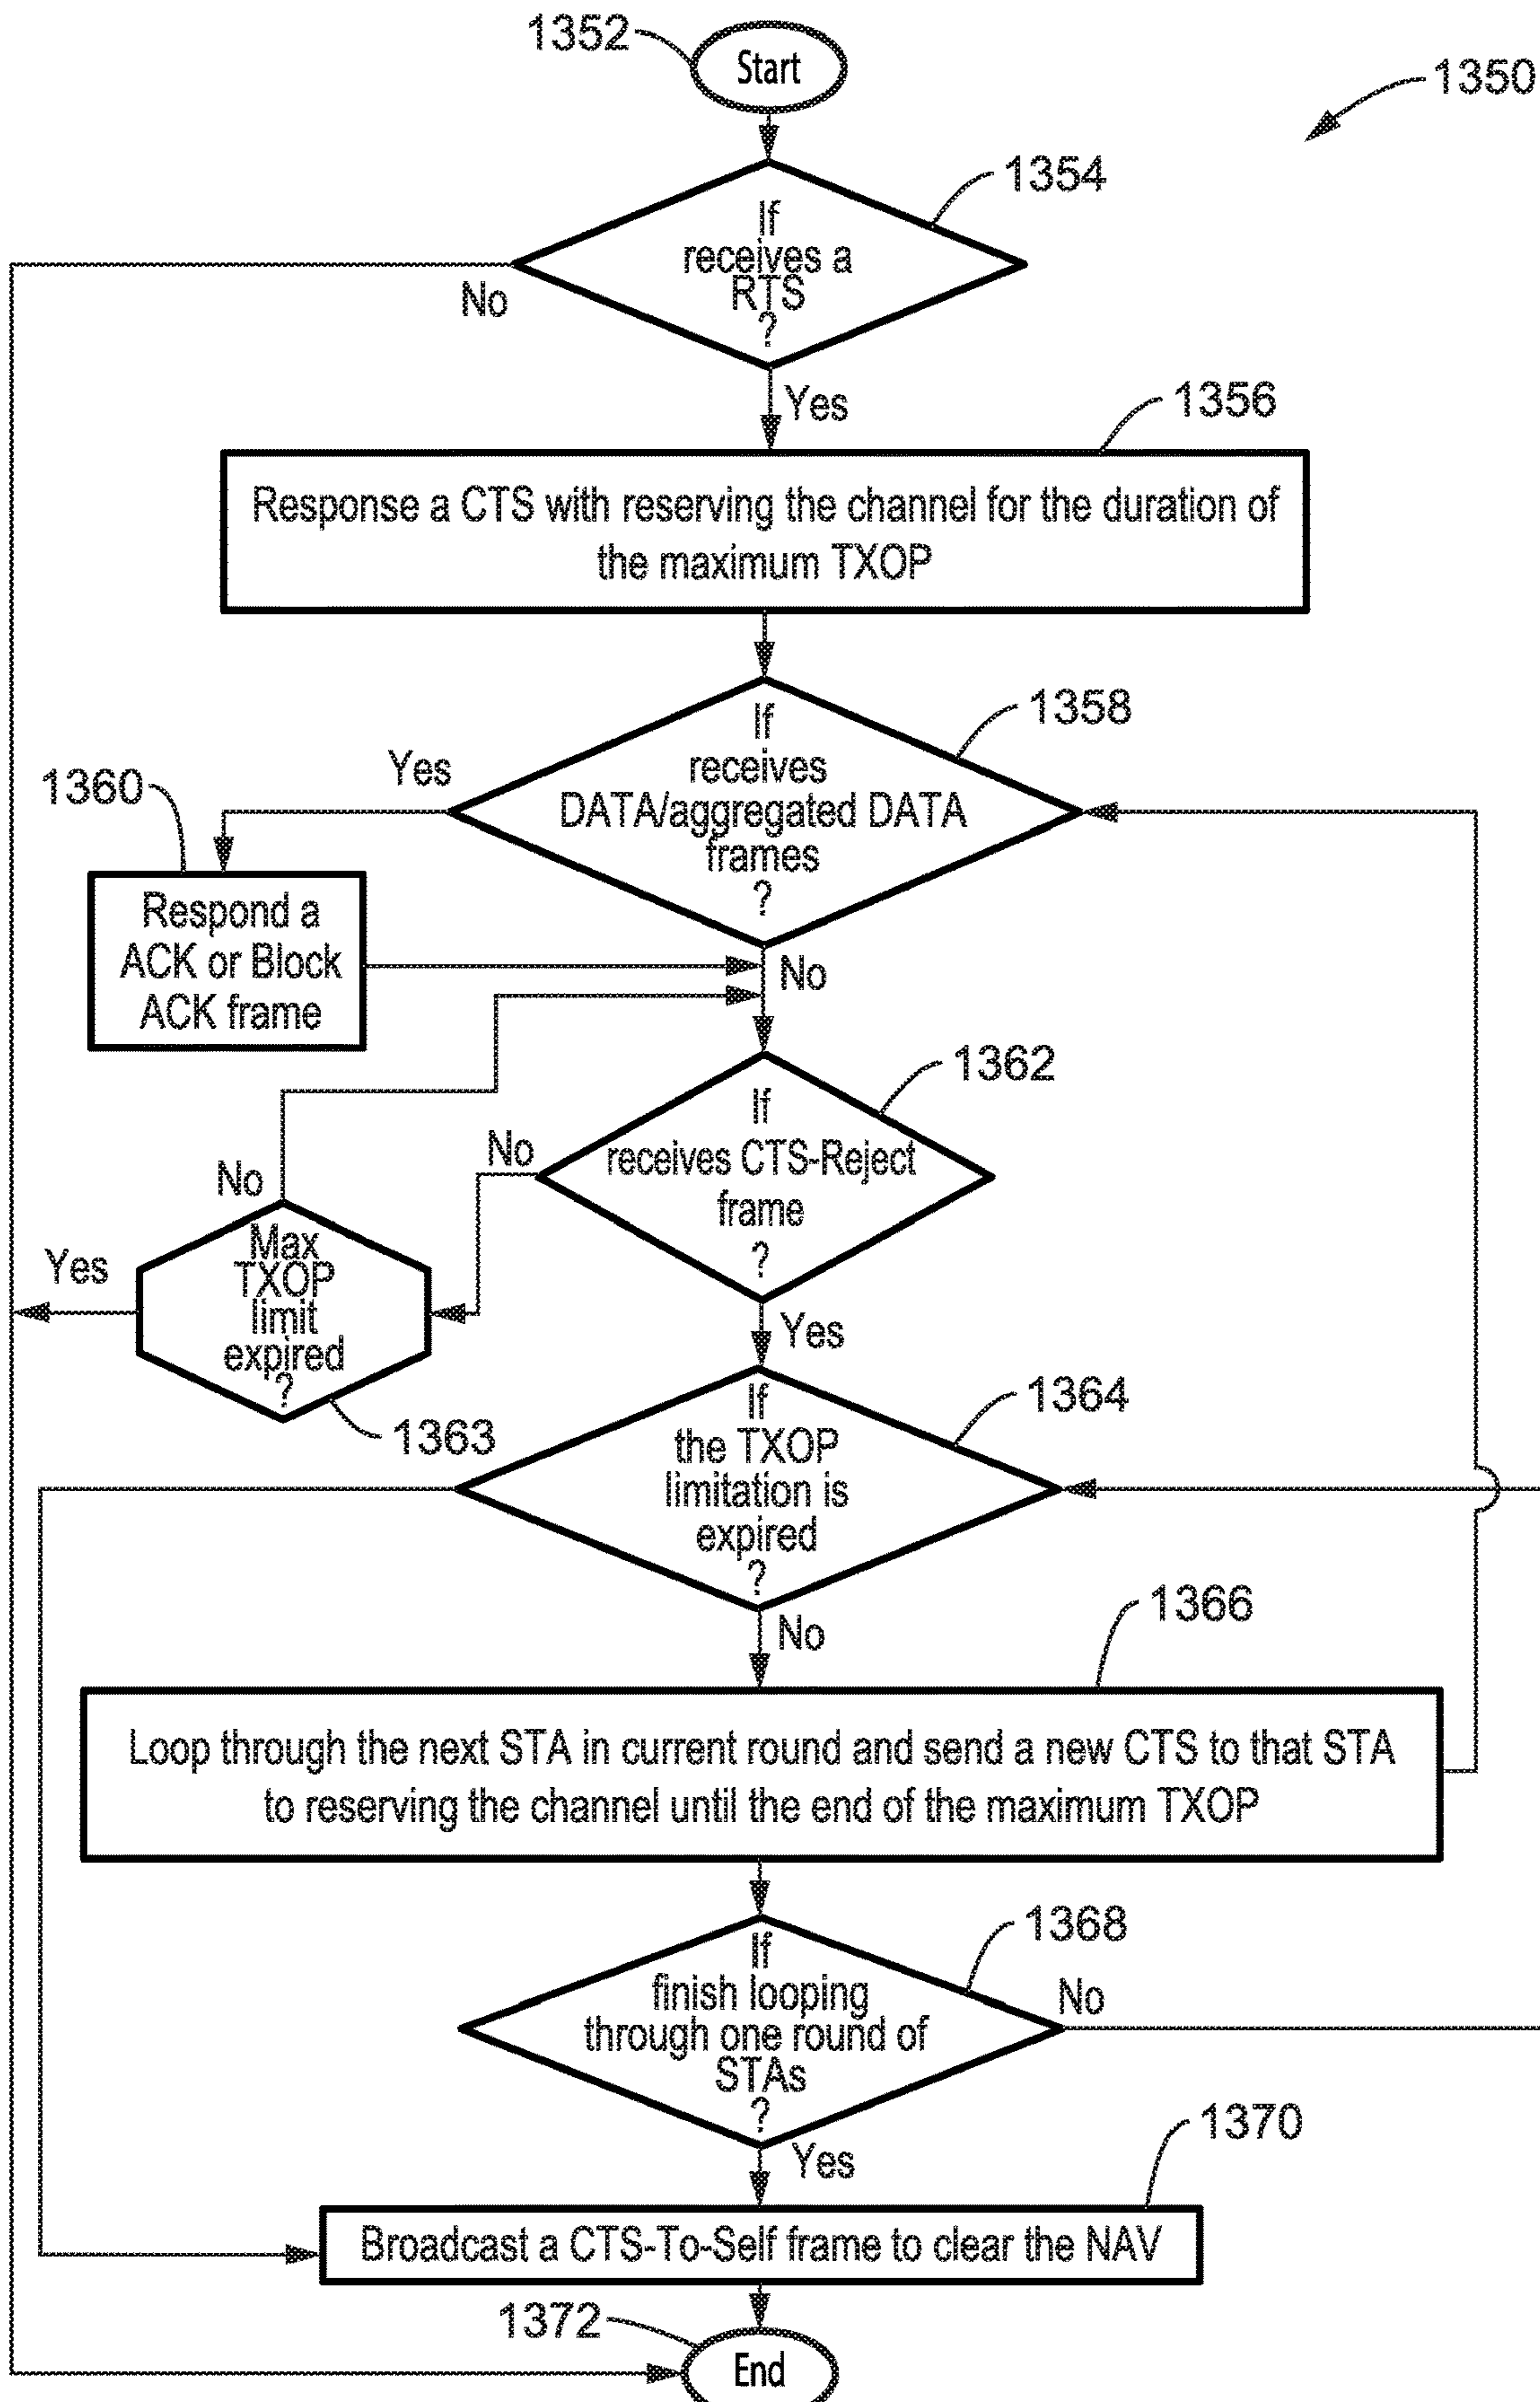 1352
Start
1350
1354
If
receives a
RTS
?
No
Yes
1356
Response a CTS with reserving the channel for the duration of
the maximum TXOP
1358
If
receives
DATA/aggregated DATA
frames
?
Yes
1360
Respond a
ACK or Block
ACK frame
No
1362
If
receives CTS-Reject
frame
?
No
No
Max
TXOP
limit
expired
?
Yes
1363
Yes
1364
If
the TXOP
limitation is
expired
?
No
1366
Loop through the next STA in current round and send a new CTS to that STA
to reserving the channel until the end of the maximum TXOP
1368
If
finish looping
through one round of
STAs
?
No
Yes
1370
Broadcast a CTS-To-Self frame to clear the NAV
1372
End